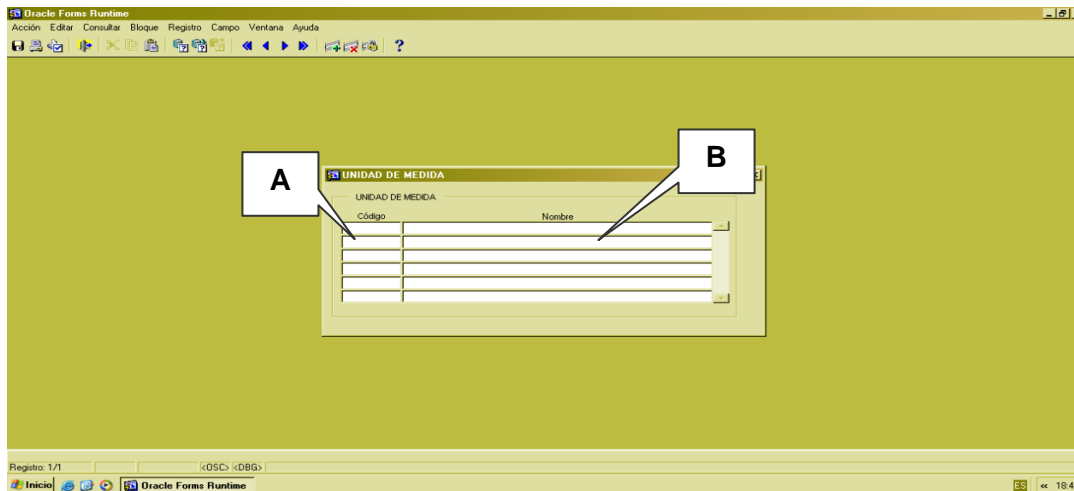 Oracle Forms Runtime
Acción Editar Consultar Bloque Registro Campo Ventana Ayuda
A
B
UNIDAD DE MEDIDA
UNIDAD DE MEDIDA
Código Nombre
Registro: 1/1 <OSC> <DBG>
Inicio Oracle Forms Runtime ES « 18:4